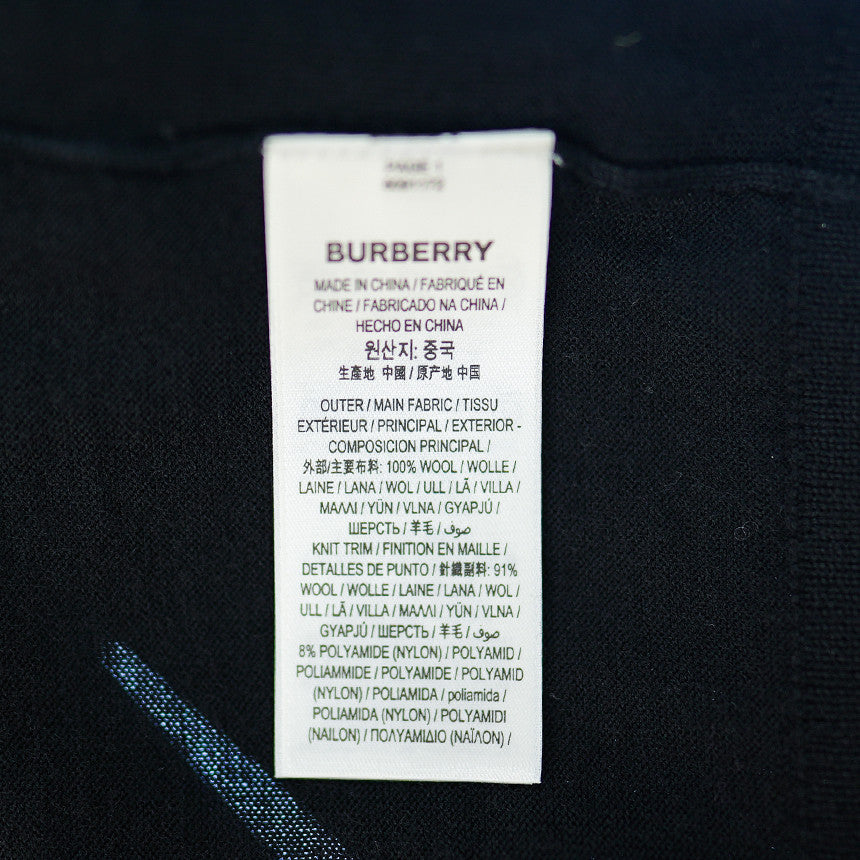 BURBERRY
MADE IN CHINA / FABRIQUÉ EN
CHINE / FABRICADO NA CHINA /
HECHO EN CHINA
원산지: 중국
生產地 中國 / 原产地 中国
OUTER / MAIN FABRIC / TISSU
EXTÉRIEUR / PRINCIPAL / EXTERIOR -
COMPOSICION PRINCIPAL /
外部/主要布料: 100% WOOL / WOLLE /
LAINE / LANA / WOL / ULL / LÃ / VILLA /
ΜΑΛΛΙ / YÜN / VLNA / GYAPJÚ /
ШЕРСТЬ / 羊毛 / صوف /
KNIT TRIM / FINITION EN MAILLE /
DETALLES DE PUNTO / 針織副料: 91%
WOOL / WOLLE / LAINE / LANA / WOL /
ULL / LÃ / VILLA / ΜΑΛΛΙ / YÜN / VLNA /
GYAPJÚ / ШЕРСТЬ / 羊毛 / صوف /
8% POLYAMIDE (NYLON) / POLYAMID /
POLIAMMIDE / POLYAMIDE / POLYAMID
(NYLON) / POLIAMIDA / poliamida /
POLIAMIDA (NYLON) / POLYAMIDI
(NAILON) / ΠΟΛΥΑΜΙΔΙΟ (ΝΑΪΛΟΝ) /